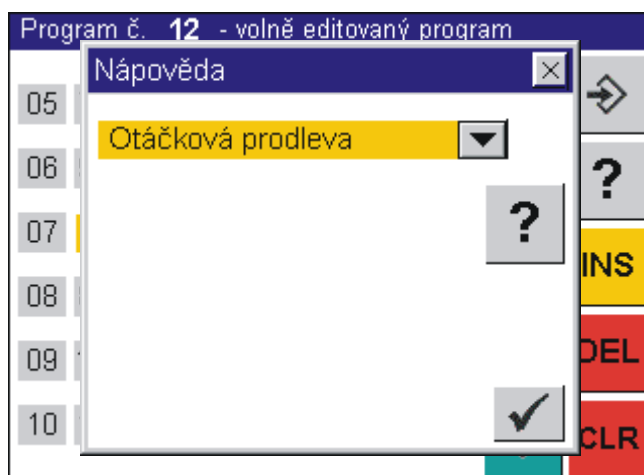 Program č. 12 - volně editovaný program
Nápověda
05
Otáčková prodleva
06
?
?
07
INS
08
09
DEL
10
CLR